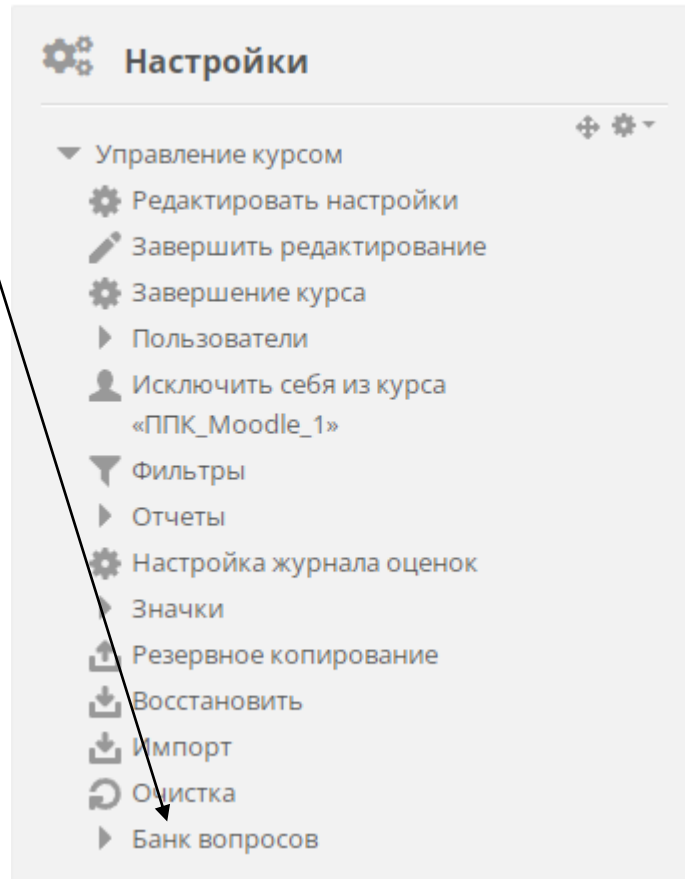 Настройки
Управление курсом
Редактировать настройки
Завершить редактирование
Завершение курса
Пользователи
Исключить себя из курса
«ППК_Moodle_1»
Фильтры
Отчеты
Настройка журнала оценок
Значки
Резервное копирование
Восстановить
Импорт
Очистка
Банк вопросов